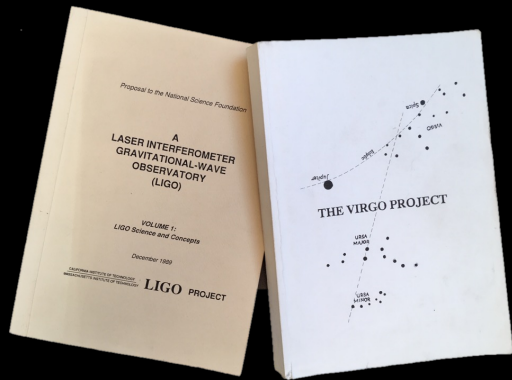 Proposal to the National Science Foundation
A
LASER INTERFEROMETER
GRAVITATIONAL-WAVE
OBSERVATORY
(LIGO)
VOLUME 1:
LIGO Science and Concepts
December 1989
CALIFORNIA INSTITUTE OF TECHNOLOGY
MASSACHUSETTS INSTITUTE OF TECHNOLOGY
LIGO PROJECT
Spica
VIRGO
Jupiter
THE VIRGO PROJECT
URSA
MAJOR
URSA
MINOR